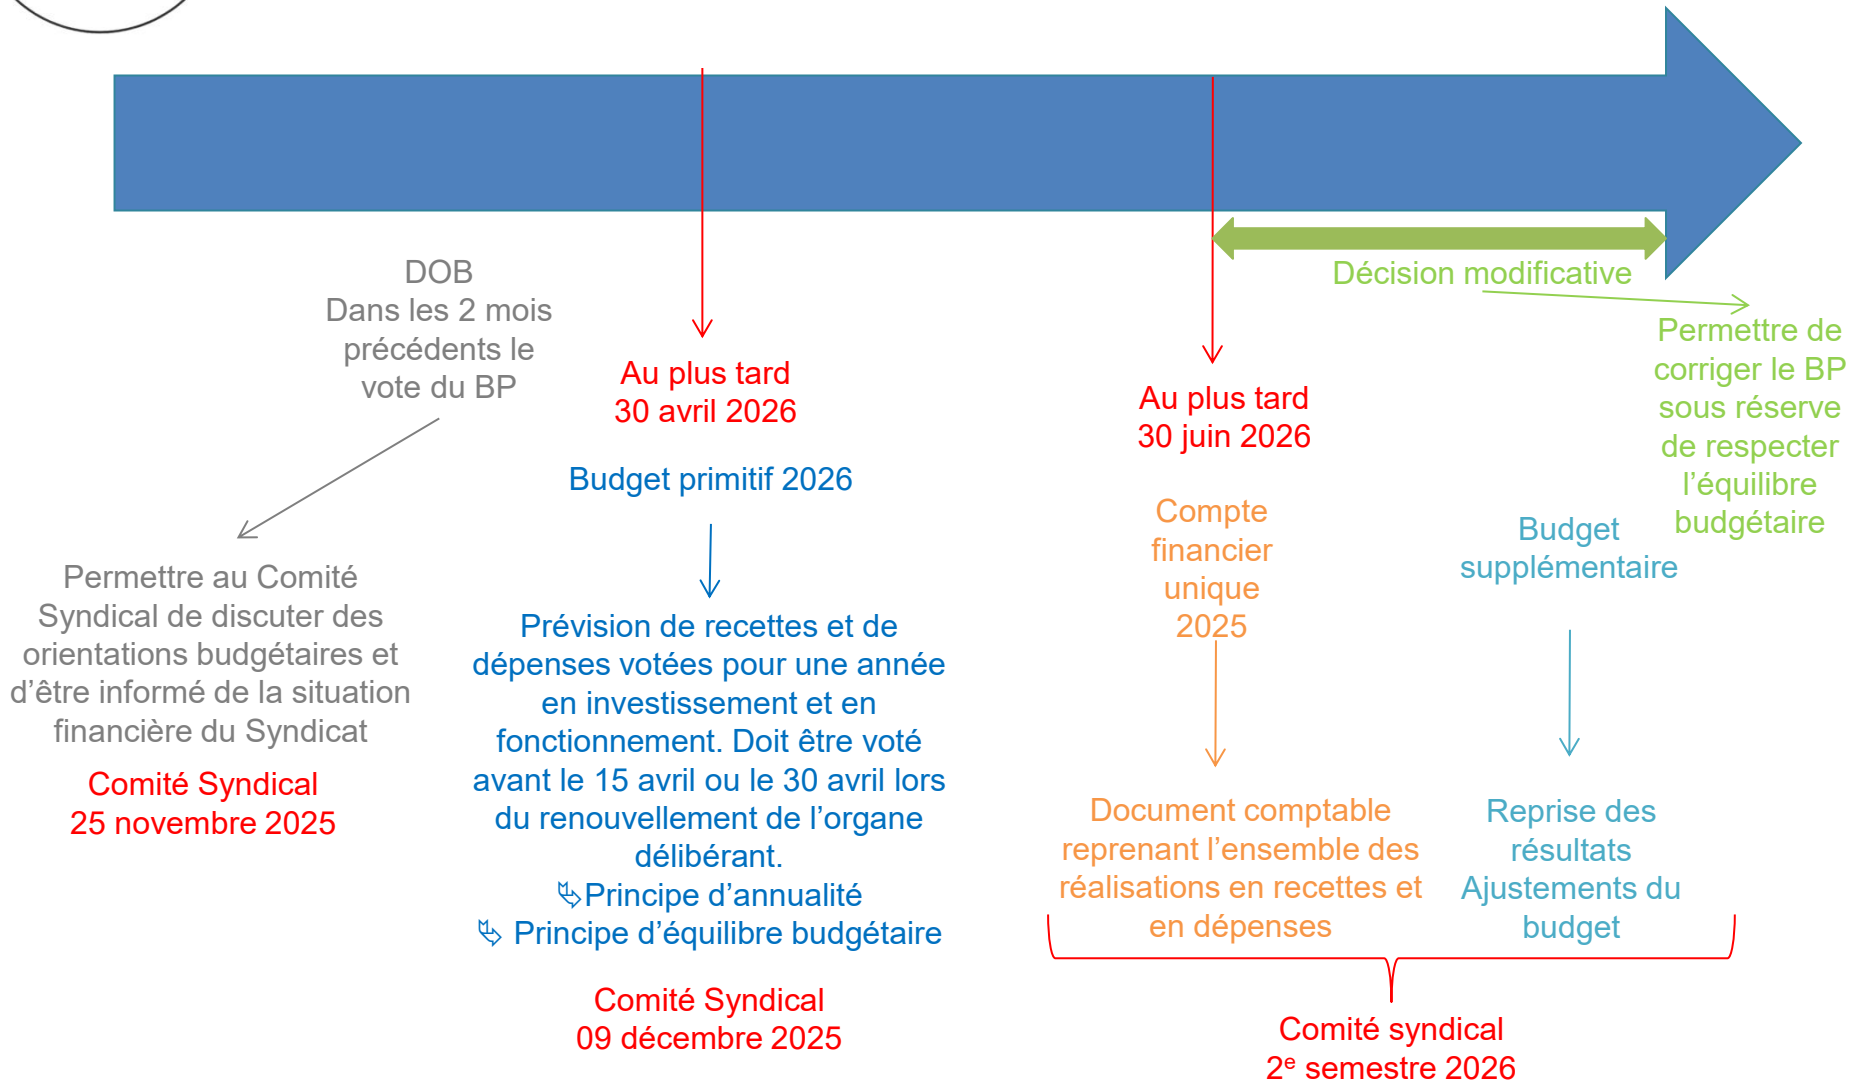 DOB
Dans les 2 mois
précédents le
vote du BP
Permettre au Comité
Syndical de discuter des
orientations budgétaires et
d’être informé de la situation
financière du Syndicat
Comité Syndical
25 novembre 2025
Au plus tard
30 avril 2026
Budget primitif 2026
Prévision de recettes et de
dépenses votées pour une année
en investissement et en
fonctionnement. Doit être voté
avant le 15 avril ou le 30 avril lors
du renouvellement de l’organe
délibérant.
Principe d’annualité
Principe d’équilibre budgétaire
Comité Syndical
09 décembre 2025
Au plus tard
30 juin 2026
Compte
financier
unique
2025
Document comptable
reprenant l’ensemble des
réalisations en recettes et
en dépenses
Décision modificative
Permettre de
corriger le BP
sous réserve
de respecter
l’équilibre
budgétaire
Budget
supplémentaire
Reprise des
résultats
Ajustements du
budget
Comité syndical
2e semestre 2026